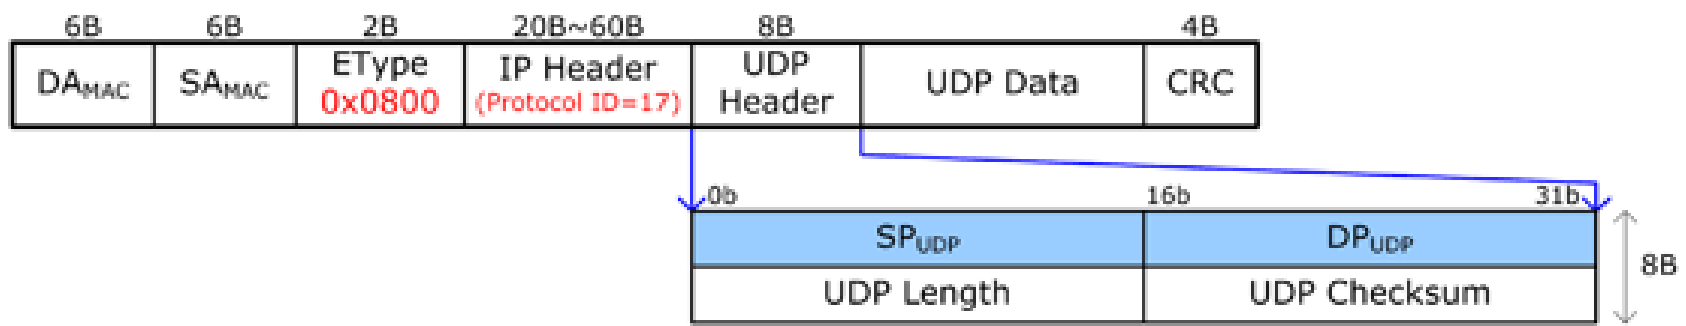 6B 6B 2B 20B~60B 8B 4B
DAMAC SAMAC EType 0x0800 IP Header (Protocol ID=17) UDP Header UDP Data CRC
0b 16b 31b
SPUDP DPUDP
8B
UDP Length UDP Checksum